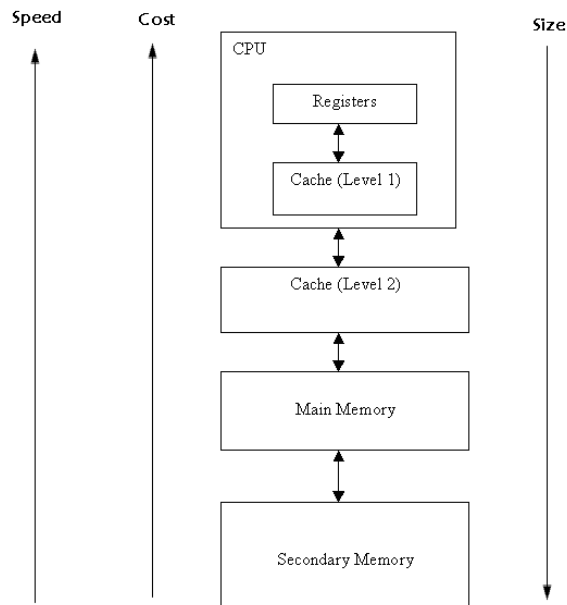 Speed
Cost
Size
CPU
Registers
Cache (Level 1)
Cache (Level 2)
Main Memory
Secondary Memory